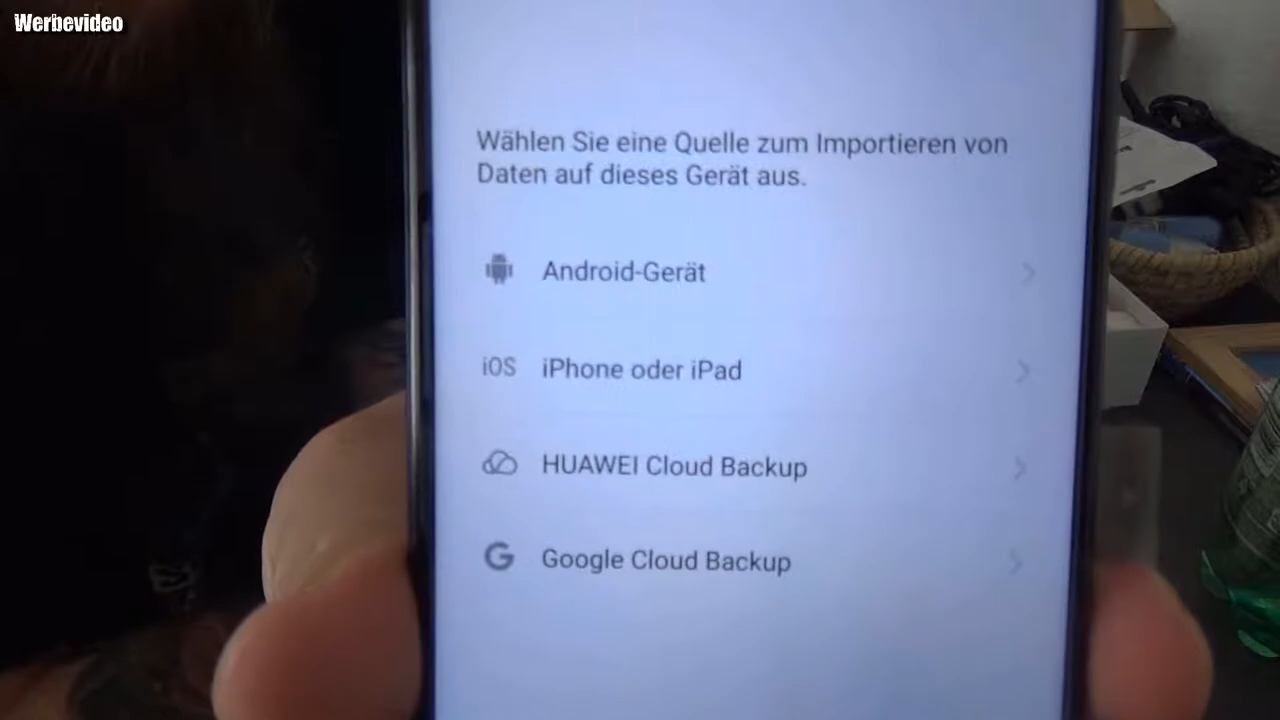 Werbevideo
Wählen Sie eine Quelle zum Importieren von
Daten auf dieses Gerät aus.
Android-Gerät
iOS iPhone oder iPad
HUAWEI Cloud Backup
G Google Cloud Backup